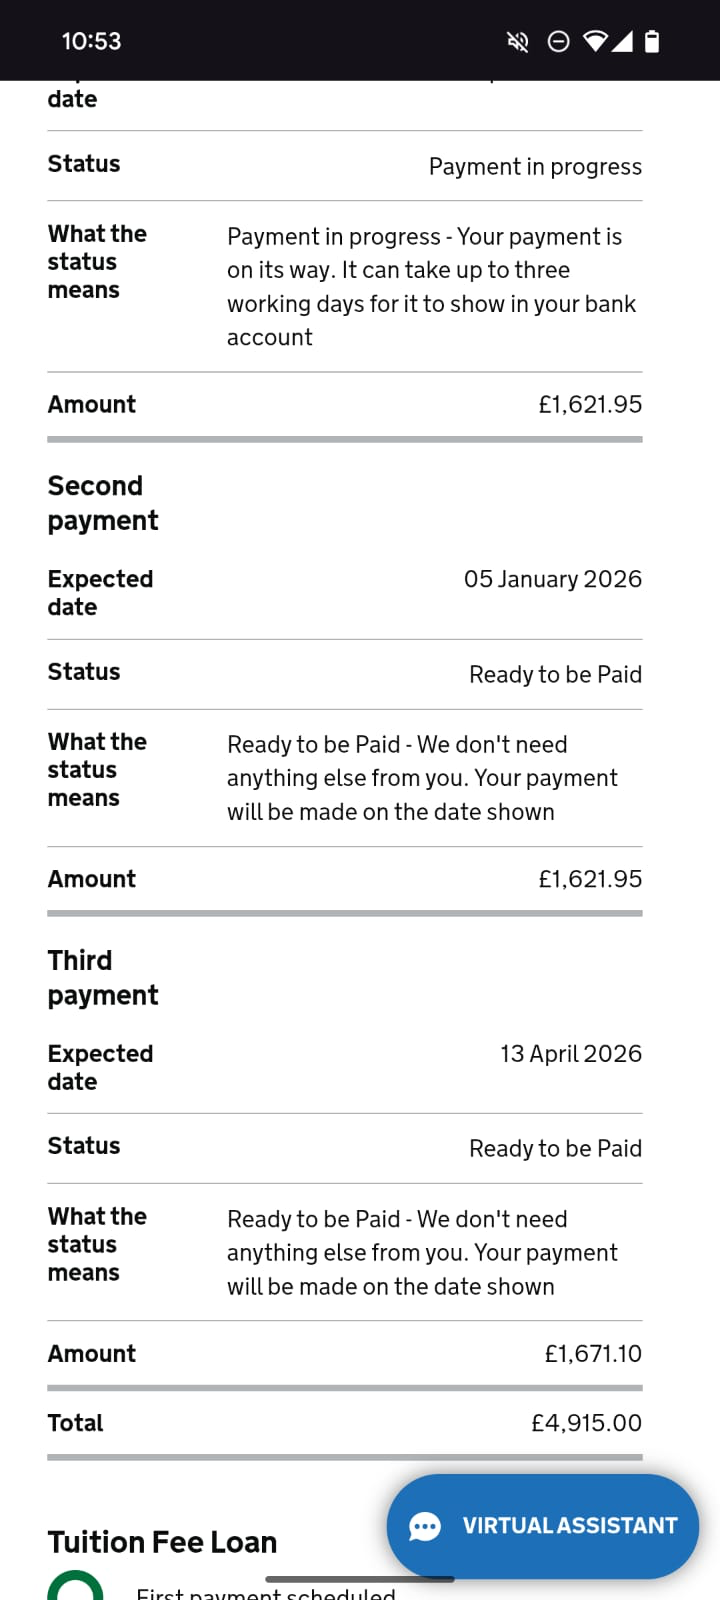 10:53
date
Status
Payment in progress
What the
status
means
Payment in progress - Your payment is
on its way. It can take up to three
working days for it to show in your bank
account
Amount
£1,621.95
Second
payment
Expected
date
05 January 2026
Status
Ready to be Paid
What the
status
means
Ready to be Paid - We don't need
anything else from you. Your payment
will be made on the date shown
Amount
£1,621.95
Third
payment
Expected
date
13 April 2026
Status
Ready to be Paid
What the
status
means
Ready to be Paid - We don't need
anything else from you. Your payment
will be made on the date shown
Amount
£1,671.10
Total
£4,915.00
VIRTUAL ASSISTANT
Tuition Fee Loan
First payment scheduled